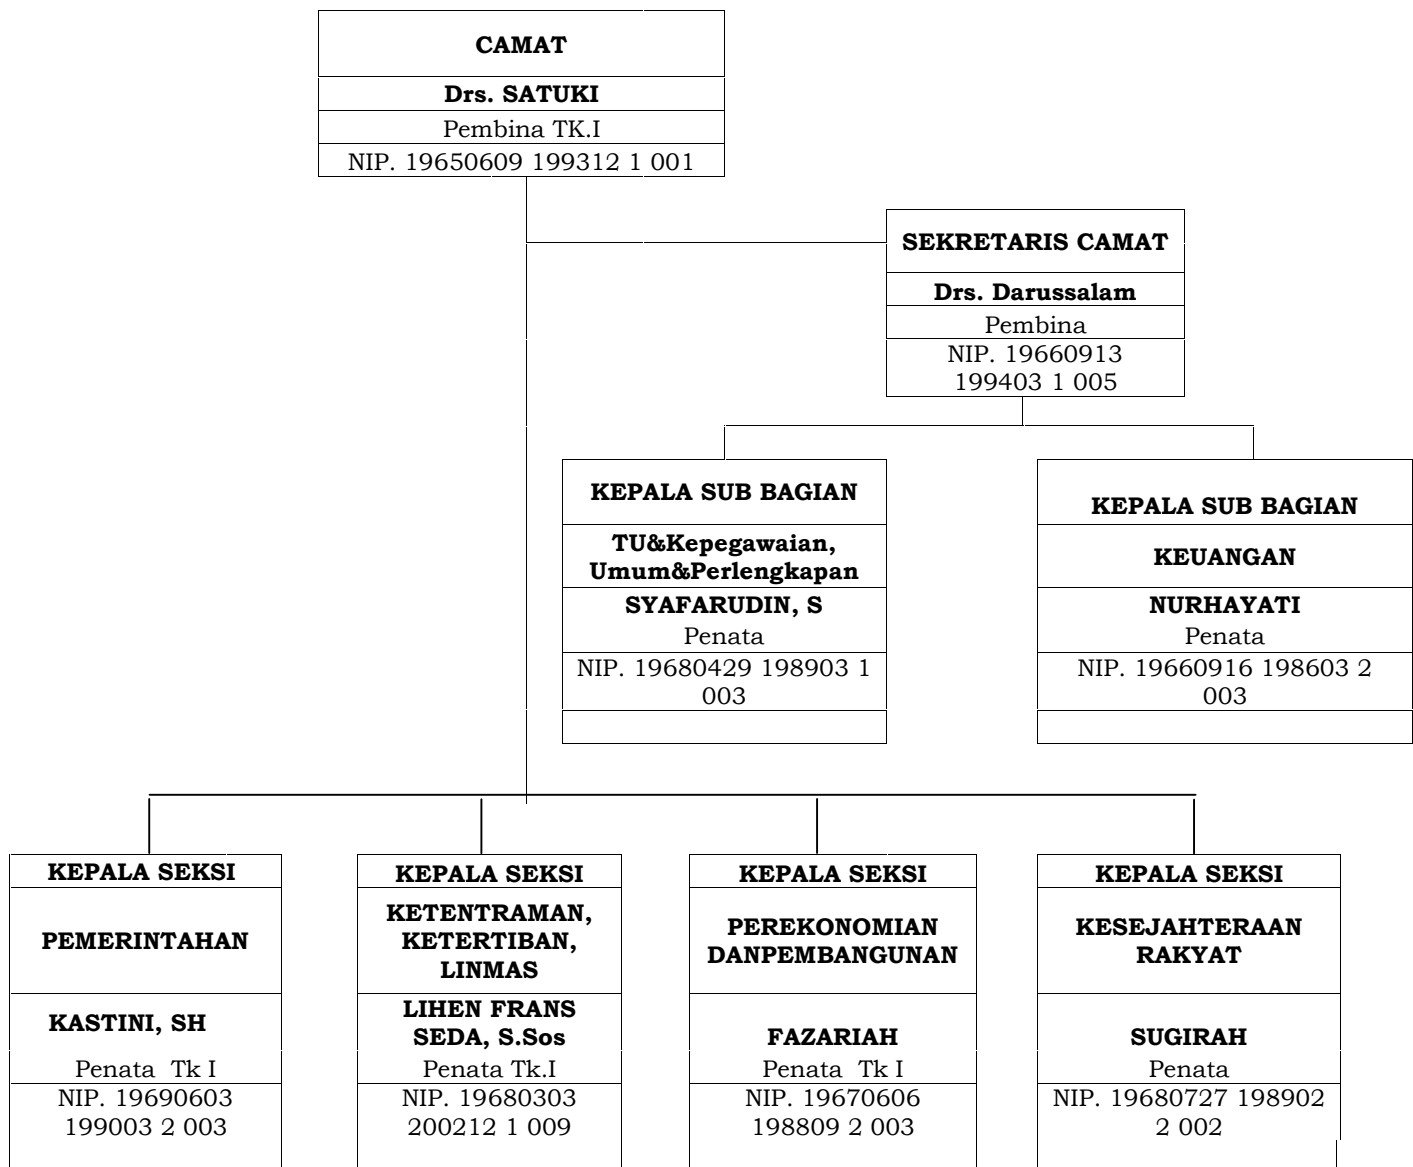 CAMAT
Drs. SATUKI
Pembina TK.I
NIP. 19650609 199312 1 001
SEKRETARIS CAMAT
Drs. Darussalam
Pembina
NIP. 19660913
199403 1 005
KEPALA SUB BAGIAN
TU&Kepegawaian,
Umum&Perlengkapan
SYAFARUDIN, S
Penata
NIP. 19680429 198903 1
003
KEPALA SUB BAGIAN
KEUANGAN
NURHAYATI
Penata
NIP. 19660916 198603 2
003
KEPALA SEKSI
PEMERINTAHAN
KASTINI, SH
Penata  Tk I
NIP. 19690603
199003 2 003
KEPALA SEKSI
KETENTRAMAN,
KETERTIBAN,
LINMAS
LIHEN FRANS
SEDA, S.Sos
Penata Tk.I
NIP. 19680303
200212 1 009
KEPALA SEKSI
PEREKONOMIAN
DANPEMBANGUNAN
FAZARIAH
Penata  Tk I
NIP. 19670606
198809 2 003
KEPALA SEKSI
KESEJAHTERAAN
RAKYAT
SUGIRAH
Penata
NIP. 19680727 198902
2 002